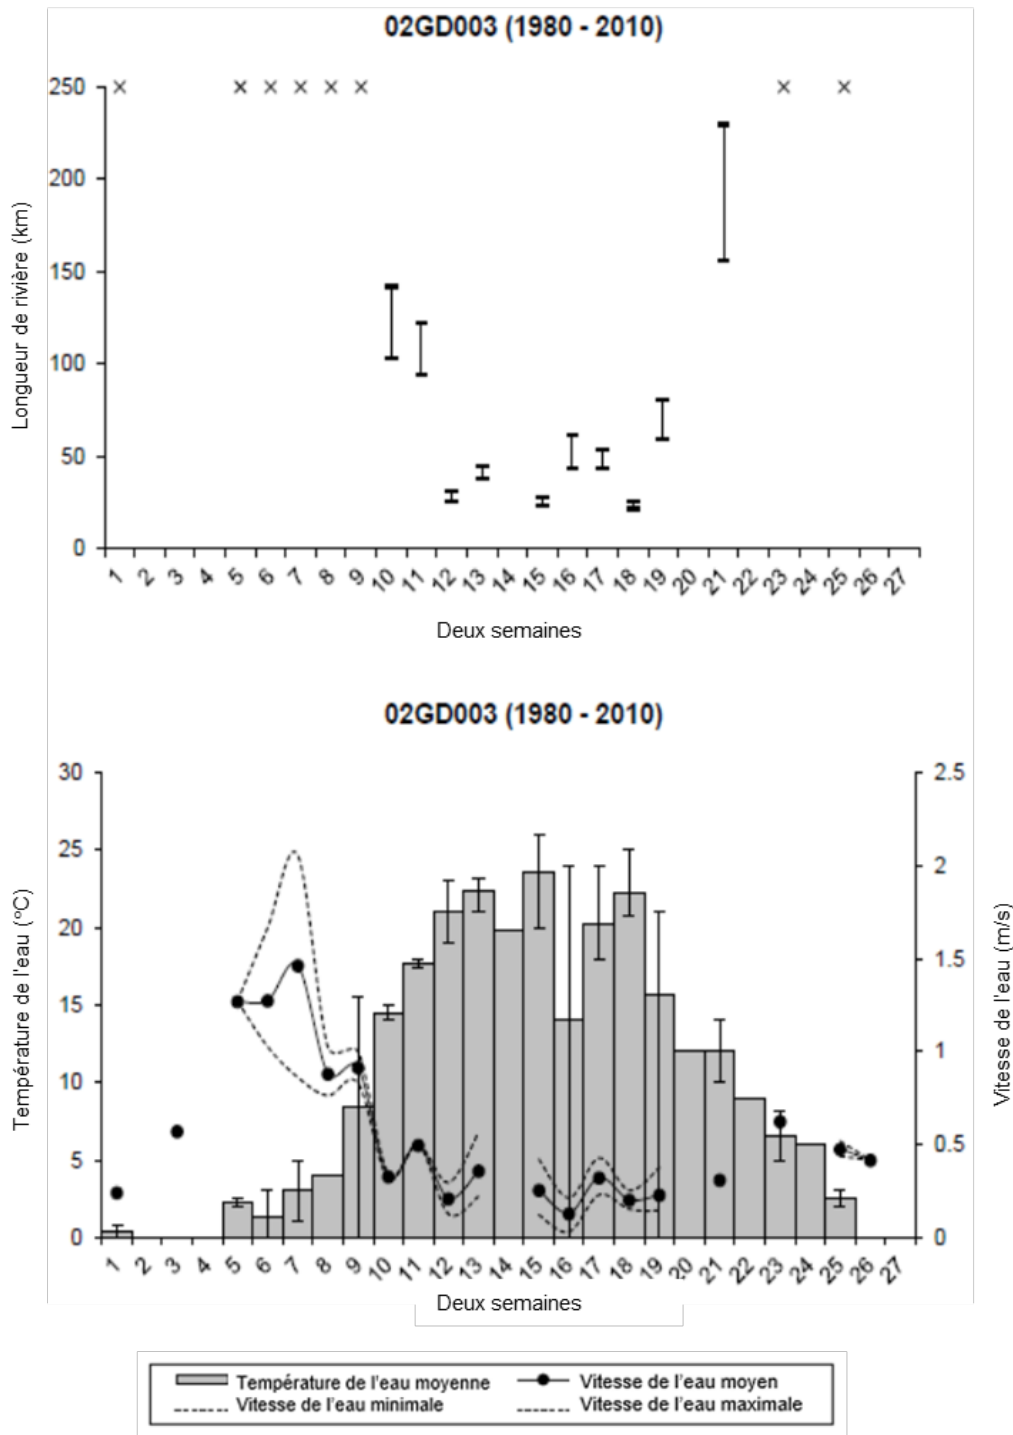 02GD003 (1980 - 2010)
Longueur de rivière (km)
250
200
150
100
50
0
1 2 3 4 5 6 7 8 9 10 11 12 13 14 15 16 17 18 19 20 21 22 23 24 25 26 27
Deux semaines
02GD003 (1980 - 2010)
Température de l'eau (°C)
30
25
20
15
10
5
0
2.5
2
1.5
1
0.5
0
Vitesse de l'eau (m/s)
1 2 3 4 5 6 7 8 9 10 11 12 13 14 15 16 17 18 19 20 21 22 23 24 25 26 27
Deux semaines
Température de l'eau moyenne
Vitesse de l'eau moyen
Vitesse de l'eau minimale
Vitesse de l'eau maximale